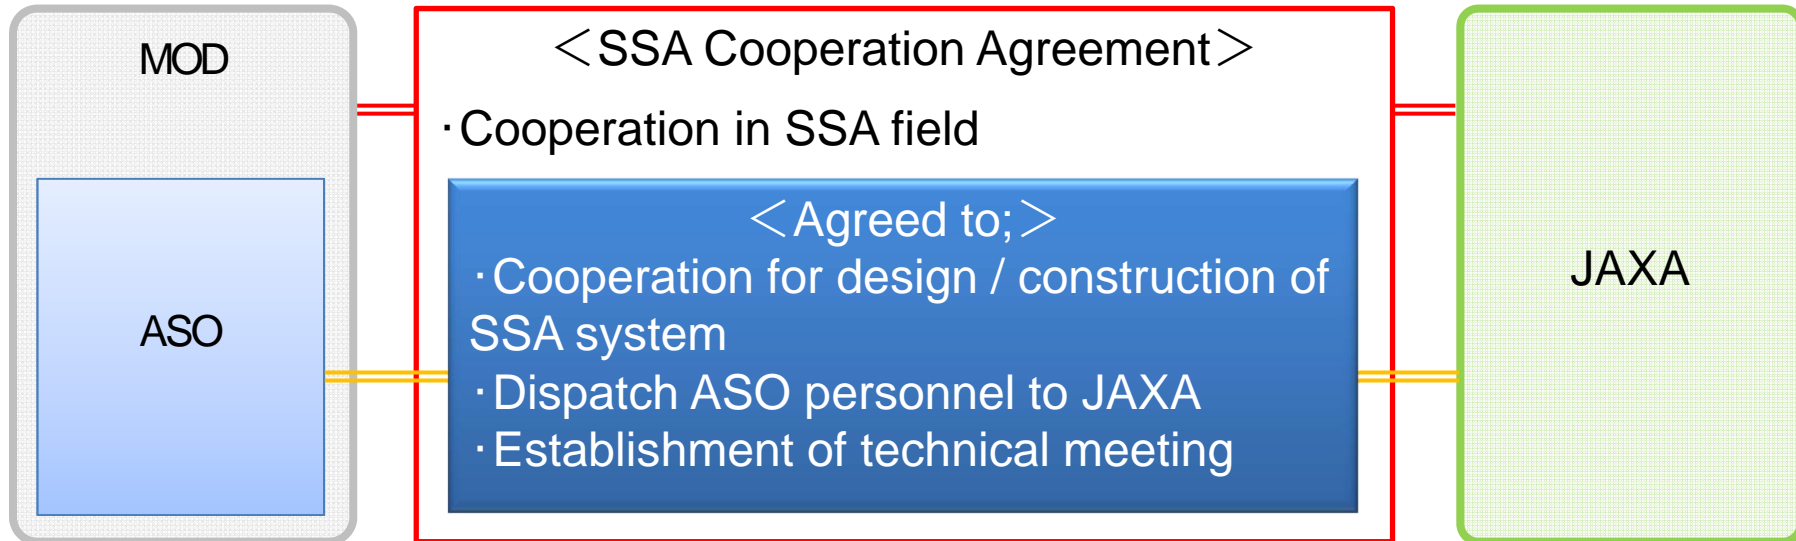 MOD
ASO
＜SSA Cooperation Agreement＞
･Cooperation in SSA field
＜Agreed to;＞
･Cooperation for design / construction of
SSA system
･Dispatch ASO personnel to JAXA
･Establishment of technical meeting
JAXA